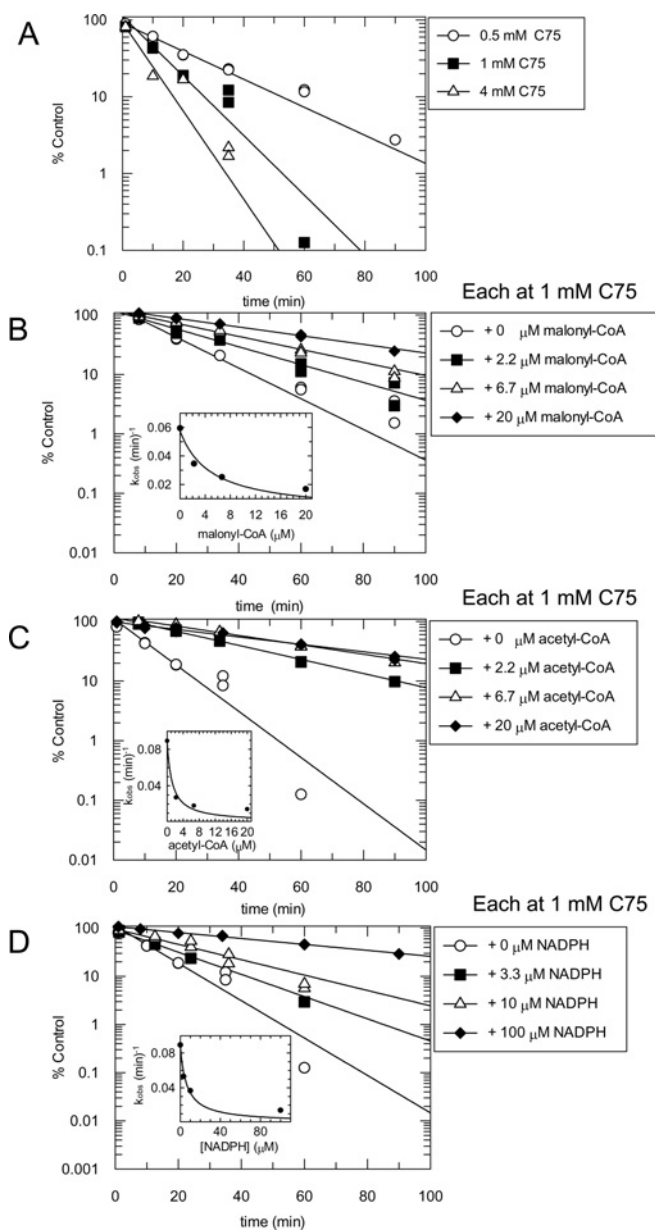 A
% Control
100
10
1
0.1
0 20 40 60 80 100
time (min)
0.5 mM C75
1 mM C75
4 mM C75
Each at 1 mM C75
B
% Control
100
10
1
0.1
0.01
0 20 40 60 80 100
time (min)
+ 0 μM malonyl-CoA
+ 2.2 μM malonyl-CoA
+ 6.7 μM malonyl-CoA
+ 20 μM malonyl-CoA
kobs (min)-1
0.06
0.04
0.02
0 4 8 12 16 20
malonyl-CoA (μM)
Each at 1 mM C75
C
% Control
100
10
1
0.1
0.01
0 20 40 60 80 100
time (min)
+ 0 μM acetyl-CoA
+ 2.2 μM acetyl-CoA
+ 6.7 μM acetyl-CoA
+ 20 μM acetyl-CoA
kobs (min)-1
0.08
0.04
0 4 8 12 16 20
acetyl-CoA (μM)
Each at 1 mM C75
D
% Control
100
10
1
0.1
0.01
0.001
0 20 40 60 80 100
time (min)
+ 0 μM NADPH
+ 3.3 μM NADPH
+ 10 μM NADPH
+ 100 μM NADPH
kobs (min)-1
0.08
0.04
0 40 80
[NADPH] (μM)